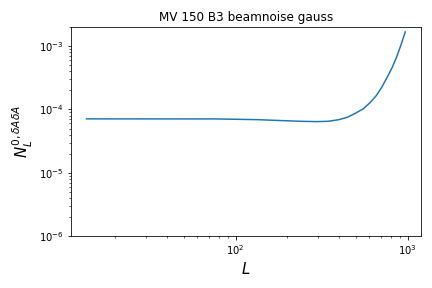 MV 150 B3 beamnoise gauss
10⁻³
10⁻⁴
10⁻⁵
10⁻⁶
N_L^{0,δAδA}
10² 10³
L